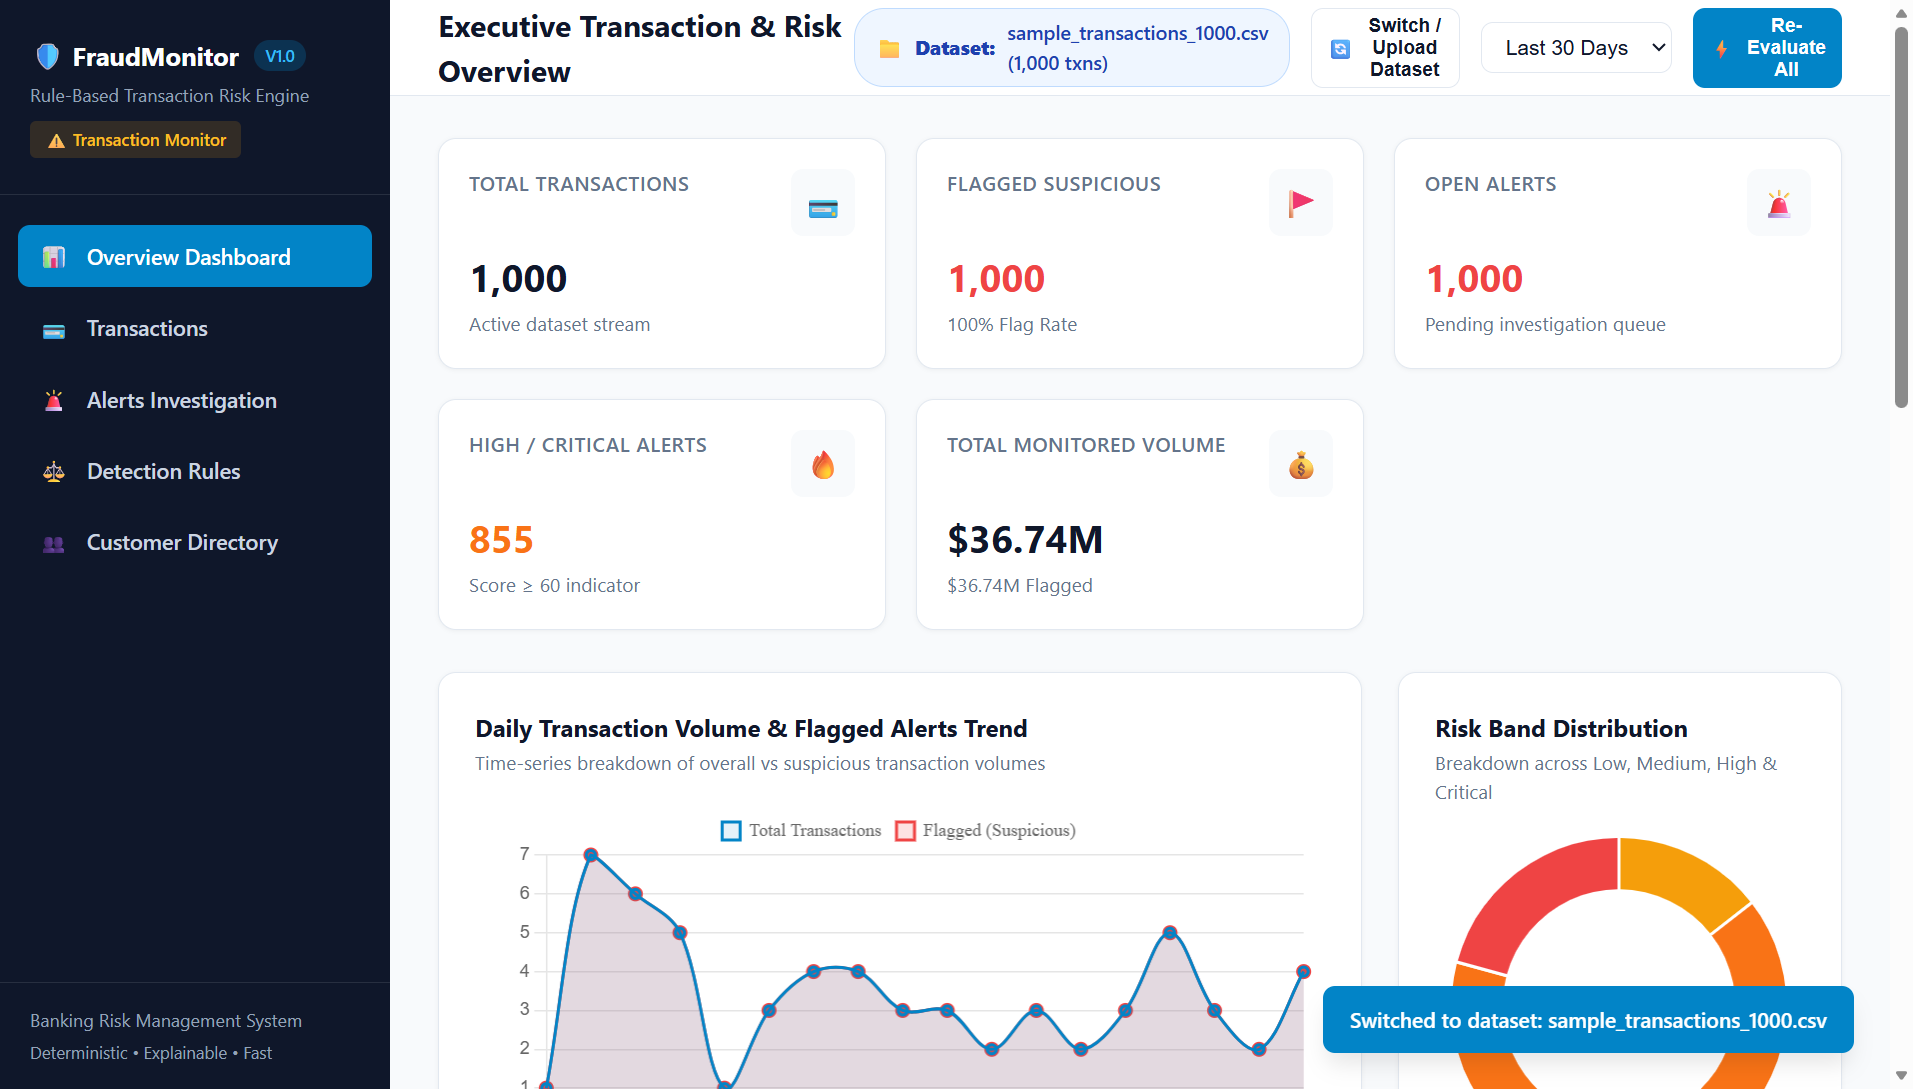 FraudMonitor V1.0
Rule-Based Transaction Risk Engine
Transaction Monitor
Overview Dashboard
Transactions
Alerts Investigation
Detection Rules
Customer Directory
Banking Risk Management System
Deterministic • Explainable • Fast
Executive Transaction & Risk
Overview
Dataset:
sample_transactions_1000.csv
(1,000 txns)
Switch /
Upload
Dataset
Last 30 Days
Re-
Evaluate
All
TOTAL TRANSACTIONS
1,000
Active dataset stream
FLAGGED SUSPICIOUS
1,000
100% Flag Rate
OPEN ALERTS
1,000
Pending investigation queue
HIGH / CRITICAL ALERTS
855
Score ≥ 60 indicator
TOTAL MONITORED VOLUME
$36.74M
$36.74M Flagged
Daily Transaction Volume & Flagged Alerts Trend
Time-series breakdown of overall vs suspicious transaction volumes
Total Transactions
Flagged (Suspicious)
7
6
5
4
3
2
1
Risk Band Distribution
Breakdown across Low, Medium, High &
Critical
Switched to dataset: sample_transactions_1000.csv